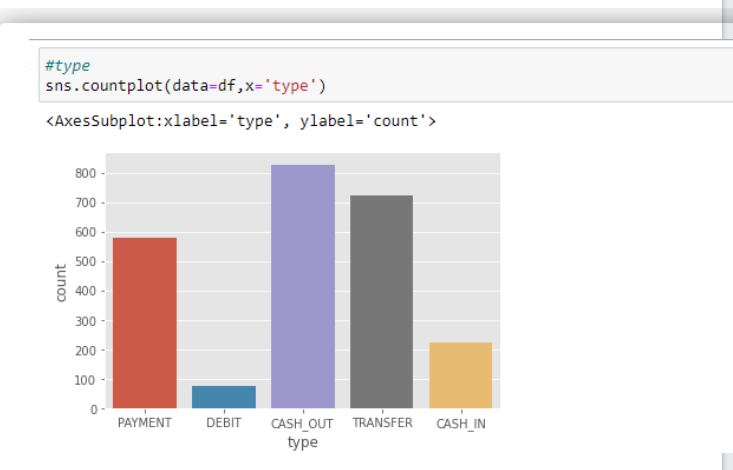 #type
sns.countplot(data=df,x='type')
<AxesSubplot:xlabel='type', ylabel='count'>
800
700
600
500
400
300
200
100
0
count
PAYMENT DEBIT CASH_OUT TRANSFER CASH_IN
type